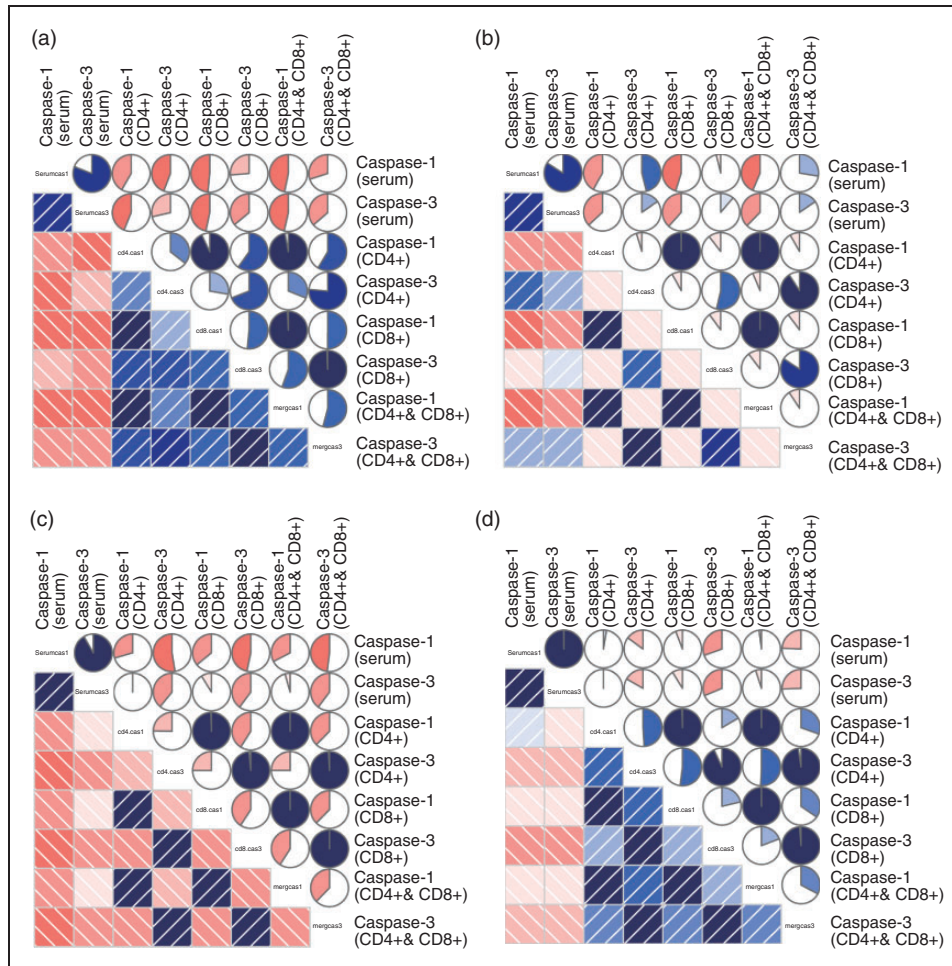 (a)
Caspase-1
(serum)
Caspase-3
(serum)
Caspase-1
(CD4+)
Caspase-3
(CD4+)
Caspase-1
(CD8+)
Caspase-3
(CD8+)
Caspase-1
(CD4+& CD8+)
Caspase-3
(CD4+& CD8+)
Serumcas1
Caspase-1
(serum)
Serumcas3
Caspase-3
(serum)
cd4.cas1
Caspase-1
(CD4+)
cd4.cas3
Caspase-3
(CD4+)
cd8.cas1
Caspase-1
(CD8+)
cd8.cas3
Caspase-3
(CD8+)
mergcas1
Caspase-1
(CD4+& CD8+)
mergcas3
Caspase-3
(CD4+& CD8+)
(b)
Caspase-1
(serum)
Caspase-3
(serum)
Caspase-1
(CD4+)
Caspase-3
(CD4+)
Caspase-1
(CD8+)
Caspase-3
(CD8+)
Caspase-1
(CD4+& CD8+)
Caspase-3
(CD4+& CD8+)
Serumcas1
Caspase-1
(serum)
Serumcas3
Caspase-3
(serum)
cd4.cas1
Caspase-1
(CD4+)
cd4.cas3
Caspase-3
(CD4+)
cd8.cas1
Caspase-1
(CD8+)
cd8.cas3
Caspase-3
(CD8+)
mergcas1
Caspase-1
(CD4+& CD8+)
mergcas3
Caspase-3
(CD4+& CD8+)
(c)
Caspase-1
(serum)
Caspase-3
(serum)
Caspase-1
(CD4+)
Caspase-3
(CD4+)
Caspase-1
(CD8+)
Caspase-3
(CD8+)
Caspase-1
(CD4+& CD8+)
Caspase-3
(CD4+& CD8+)
Serumcas1
Caspase-1
(serum)
Serumcas3
Caspase-3
(serum)
cd4.cas1
Caspase-1
(CD4+)
cd4.cas3
Caspase-3
(CD4+)
cd8.cas1
Caspase-1
(CD8+)
cd8.cas3
Caspase-3
(CD8+)
mergcas1
Caspase-1
(CD4+& CD8+)
mergcas3
Caspase-3
(CD4+& CD8+)
(d)
Caspase-1
(serum)
Caspase-3
(serum)
Caspase-1
(CD4+)
Caspase-3
(CD4+)
Caspase-1
(CD8+)
Caspase-3
(CD8+)
Caspase-1
(CD4+& CD8+)
Caspase-3
(CD4+& CD8+)
Serumcas1
Caspase-1
(serum)
Serumcas3
Caspase-3
(serum)
cd4.cas1
Caspase-1
(CD4+)
cd4.cas3
Caspase-3
(CD4+)
cd8.cas1
Caspase-1
(CD8+)
cd8.cas3
Caspase-3
(CD8+)
mergcas1
Caspase-1
(CD4+& CD8+)
mergcas3
Caspase-3
(CD4+& CD8+)